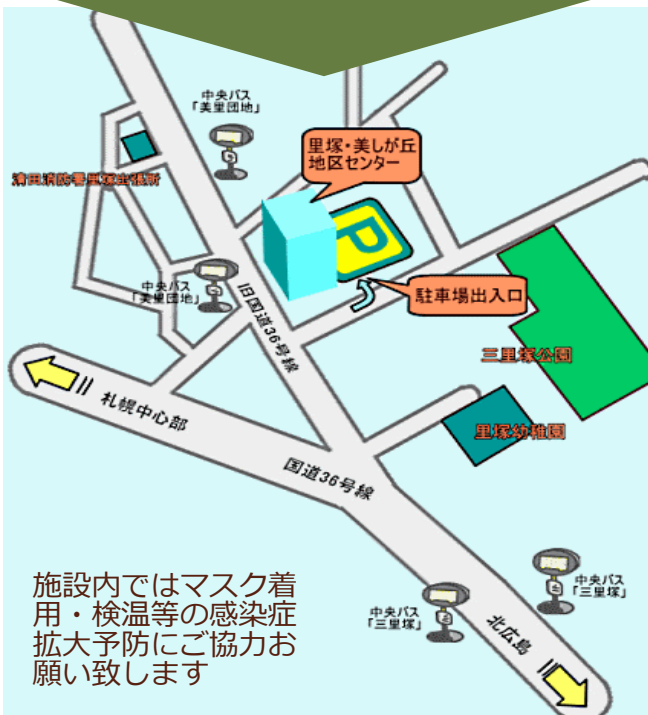 中央バス
「美里団地」
里塚・美しが丘
地区センター
清田消防署里塚出張所
P
中央バス
「美里団地」
旧国道36号線
駐車場出入口
三里塚公園
札幌中心部
里塚幼稚園
国道36号線
中央バス
「三里塚」
中央バス
「三里塚」
北広島
施設内ではマスク着
用・検温等の感染症
拡大予防にご協力お
願い致します